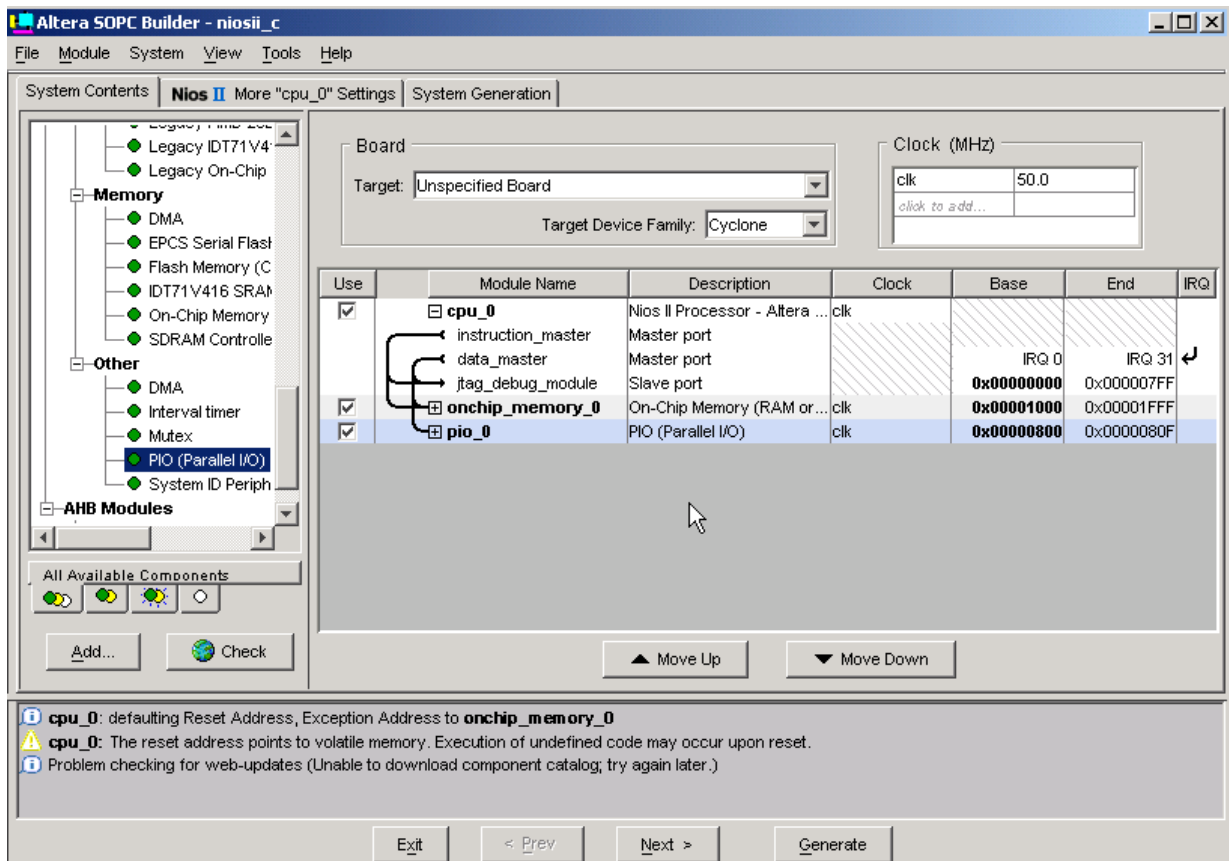 Altera SOPC Builder - niosii_c
File Module System View Tools Help
System Contents Nios II More "cpu_0" Settings System Generation
Legacy IDT71V4
Legacy On-Chip
Memory
DMA
EPCS Serial Flash
Flash Memory (C
IDT71V416 SRAM
On-Chip Memory
SDRAM Controlle
Other
DMA
Interval timer
Mutex
PIO (Parallel I/O)
System ID Periph
AHB Modules
All Available Components
Add... Check
Board
Target: Unspecified Board
Target Device Family: Cyclone
Clock (MHz)
clk 50.0
click to add...
Use Module Name Description Clock Base End IRQ
cpu_0 Nios II Processor - Altera ... clk
instruction_master Master port
data_master Master port IRQ 0 IRQ 31
jtag_debug_module Slave port 0x00000000 0x000007FF
onchip_memory_0 On-Chip Memory (RAM or... clk 0x00001000 0x00001FFF
pio_0 PIO (Parallel I/O) clk 0x00000800 0x0000080F
Move Up Move Down
cpu_0: defaulting Reset Address, Exception Address to onchip_memory_0
cpu_0: The reset address points to volatile memory. Execution of undefined code may occur upon reset.
Problem checking for web-updates (Unable to download component catalog; try again later.)
Exit < Prev Next > Generate